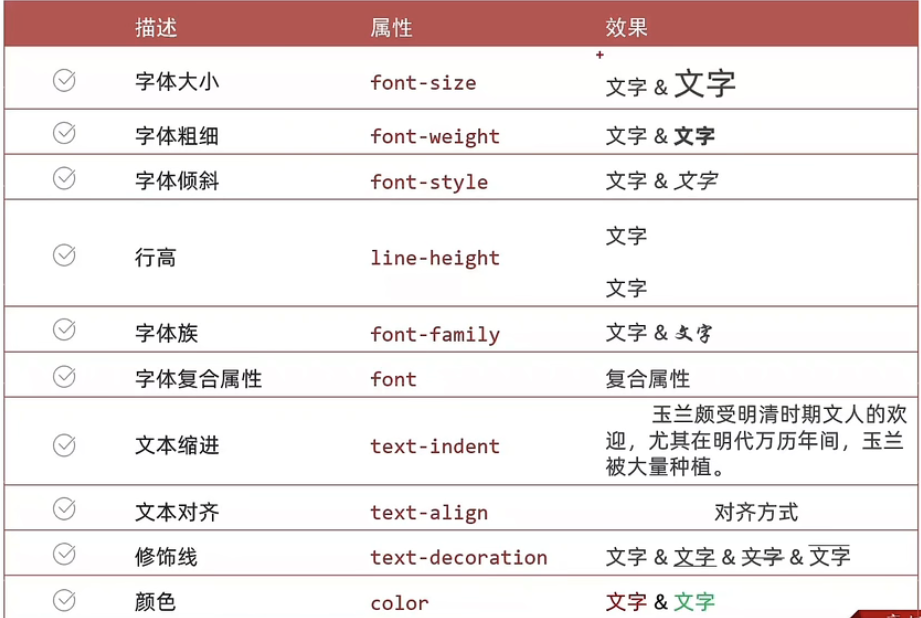 描述 属性 效果
字体大小 font-size 文字 & 文字
字体粗细 font-weight 文字 & 文字
字体倾斜 font-style 文字 & 文字
行高 line-height 文字
文字
字体族 font-family 文字 & 文字
字体复合属性 font 复合属性
文本缩进 text-indent 玉兰颇受明清时期文人的欢
迎，尤其在明代万历年间，玉兰
被大量种植。
文本对齐 text-align 对齐方式
修饰线 text-decoration 文字 & 文字 & 文字 & 文字
颜色 color 文字 & 文字